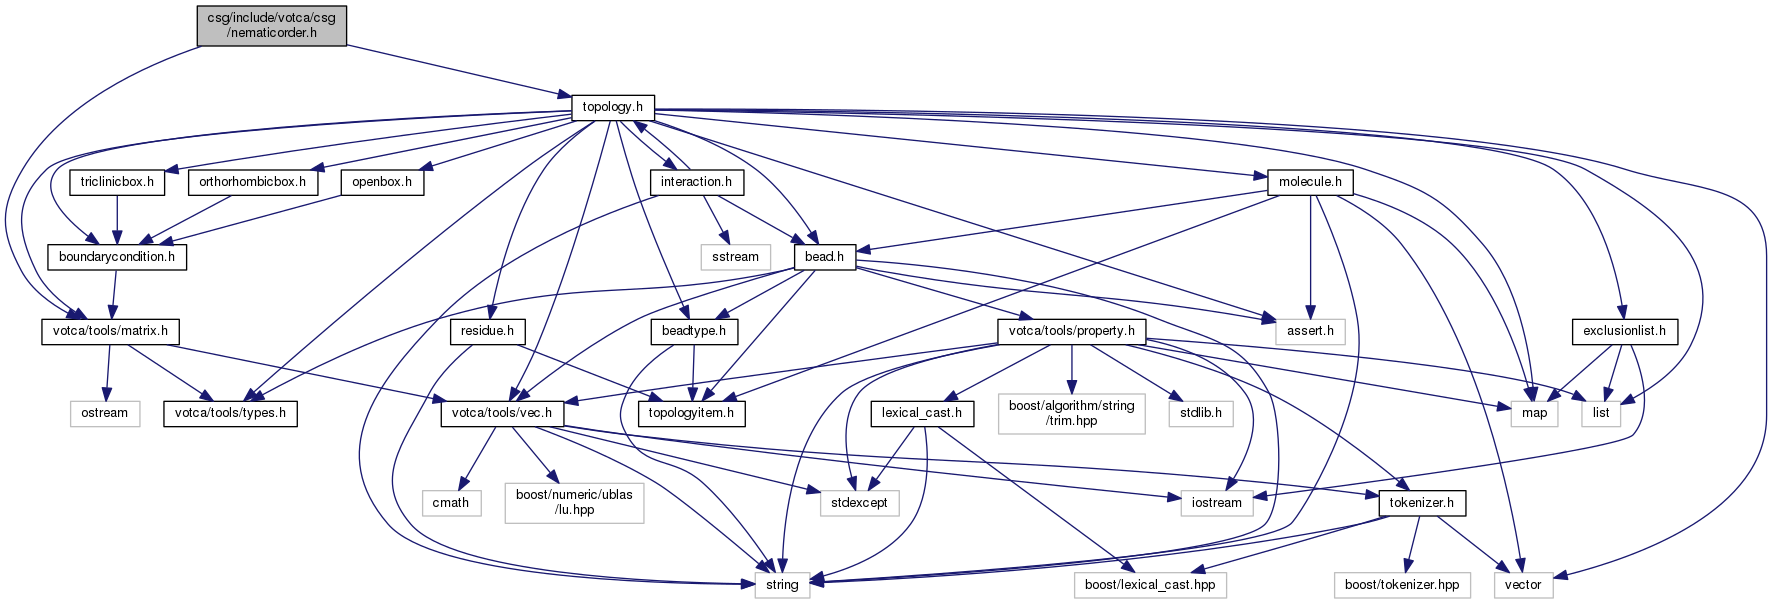 csg/include/votca/csg
/nematicorder.h
topology.h
triclinicbox.h
orthorhombicbox.h
openbox.h
interaction.h
molecule.h
boundarycondition.h
sstream
bead.h
votca/tools/matrix.h
residue.h
beadtype.h
votca/tools/property.h
assert.h
exclusionlist.h
ostream
votca/tools/types.h
votca/tools/vec.h
topologyitem.h
lexical_cast.h
boost/algorithm/string
/trim.hpp
stdlib.h
map
list
cmath
boost/numeric/ublas
/lu.hpp
stdexcept
iostream
tokenizer.h
string
boost/lexical_cast.hpp
boost/tokenizer.hpp
vector